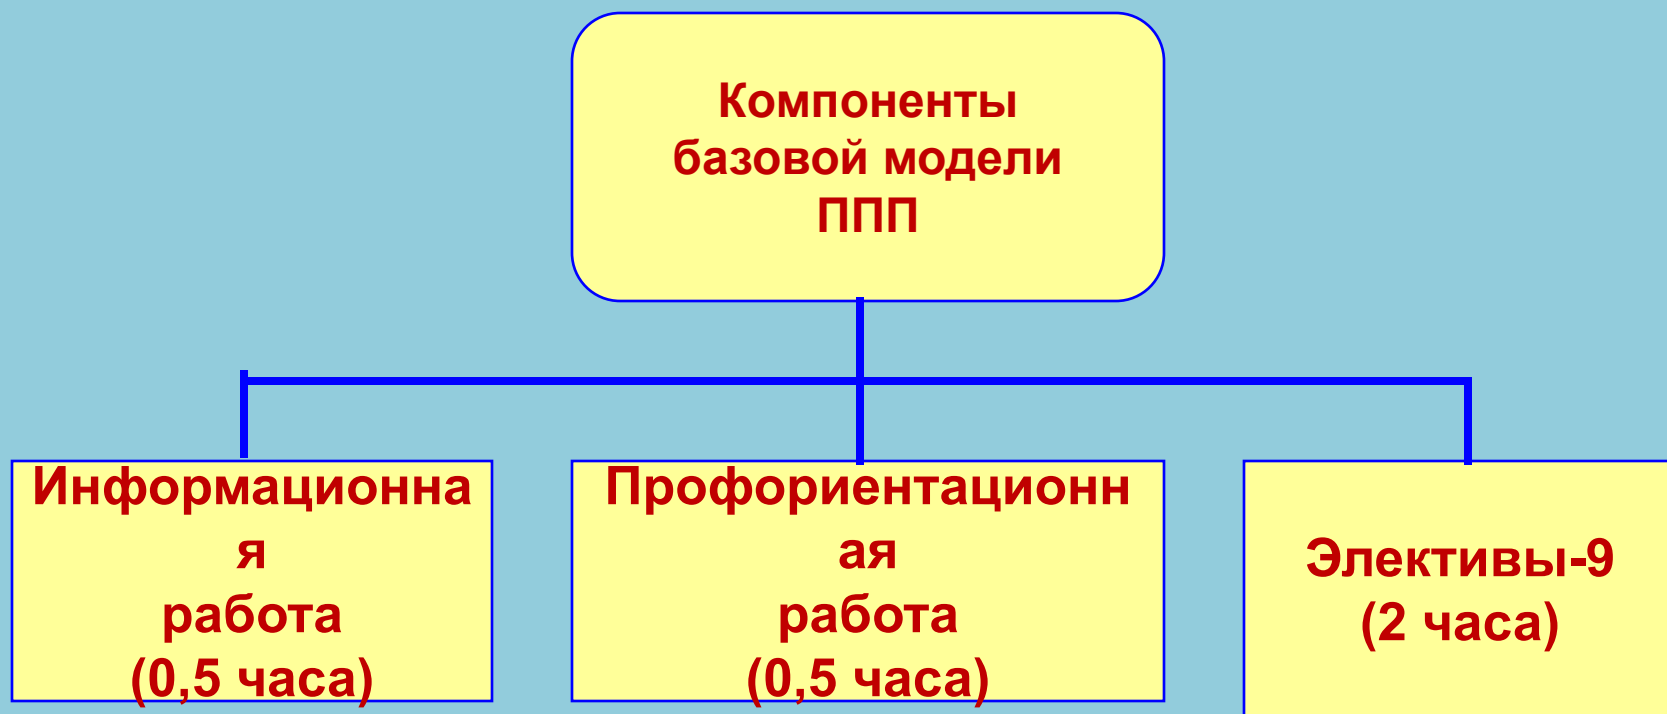 Компоненты
базовой модели
ППП
Информационна
я
работа
(0,5 часа)
Профориентационн
ая
работа
(0,5 часа)
Элективы-9
(2 часа)